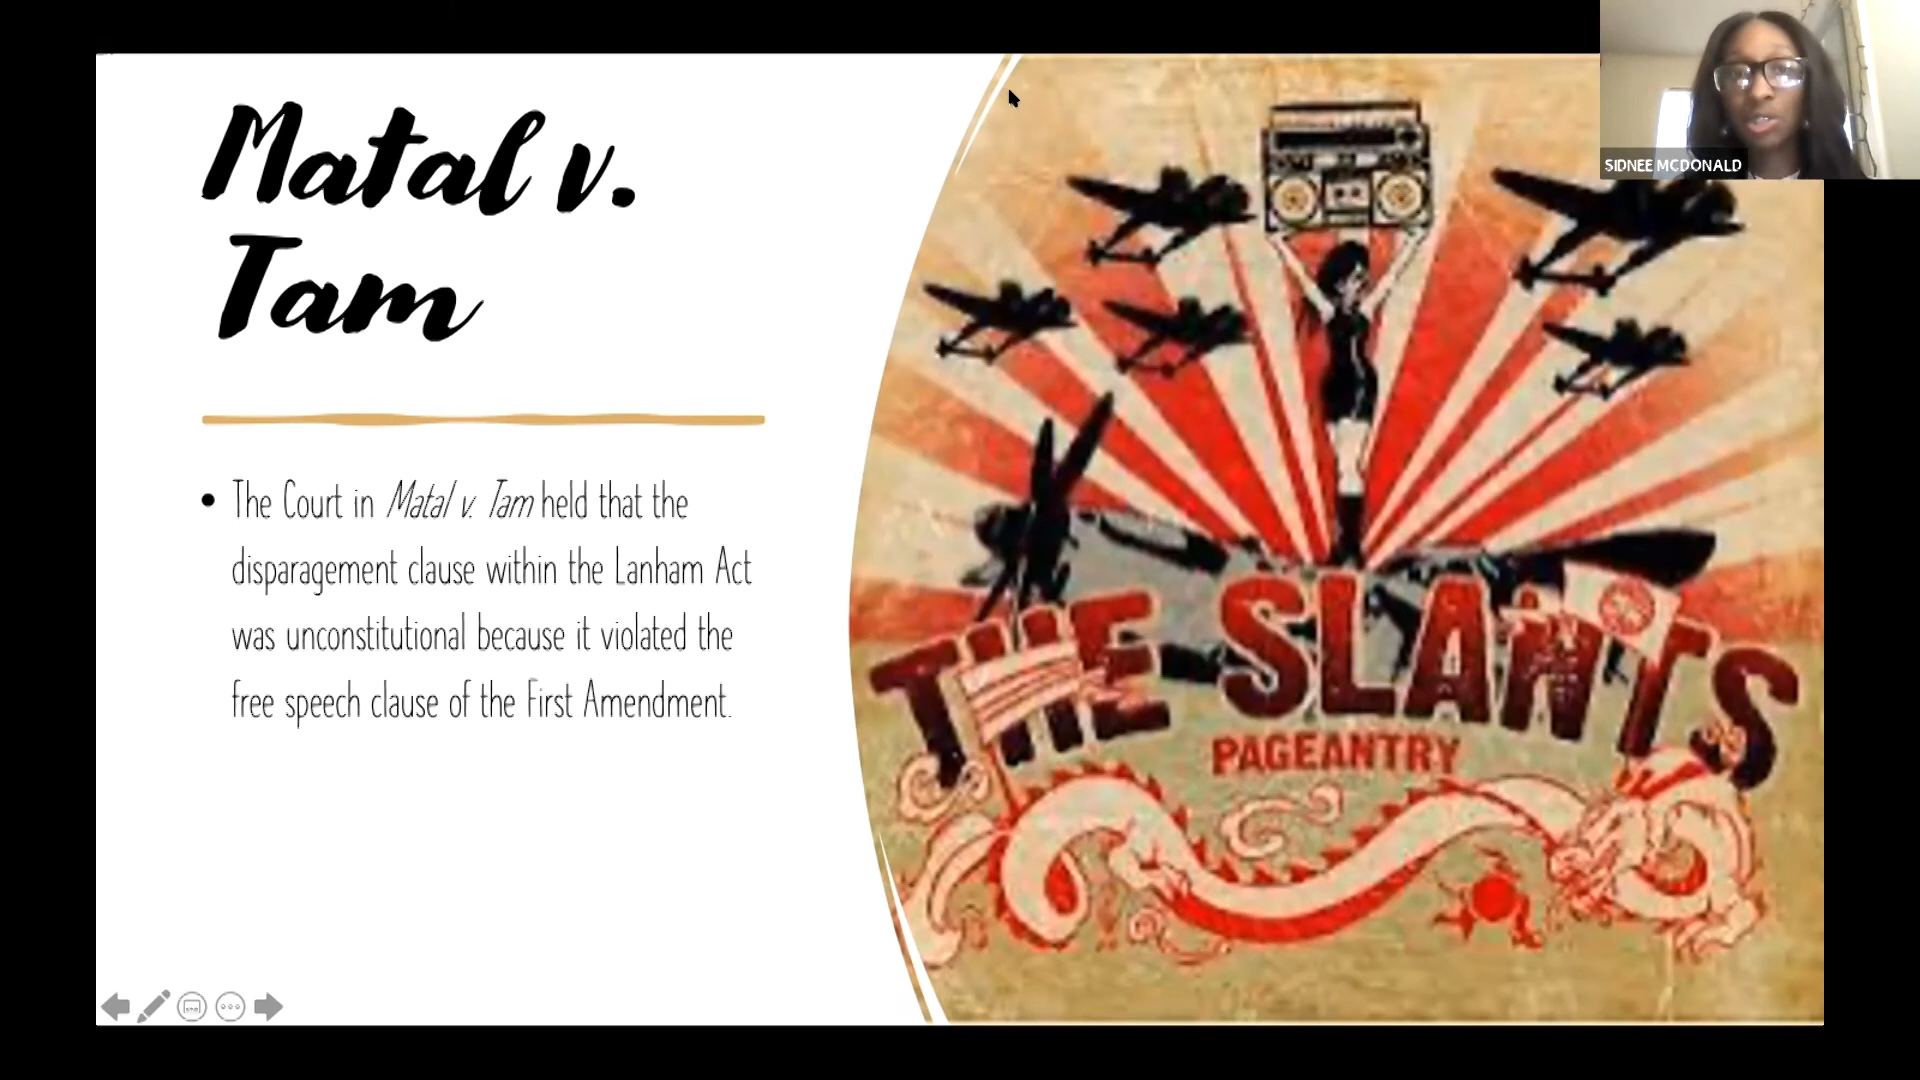 Matal v.
Tam
• The Court in Matal v. Tam held that the
disparagement clause within the Lanham Act
was unconstitutional because it violated the
free speech clause of the First Amendment.
THE SLANTS
PAGEANTRY
SIDNEE MCDONALD